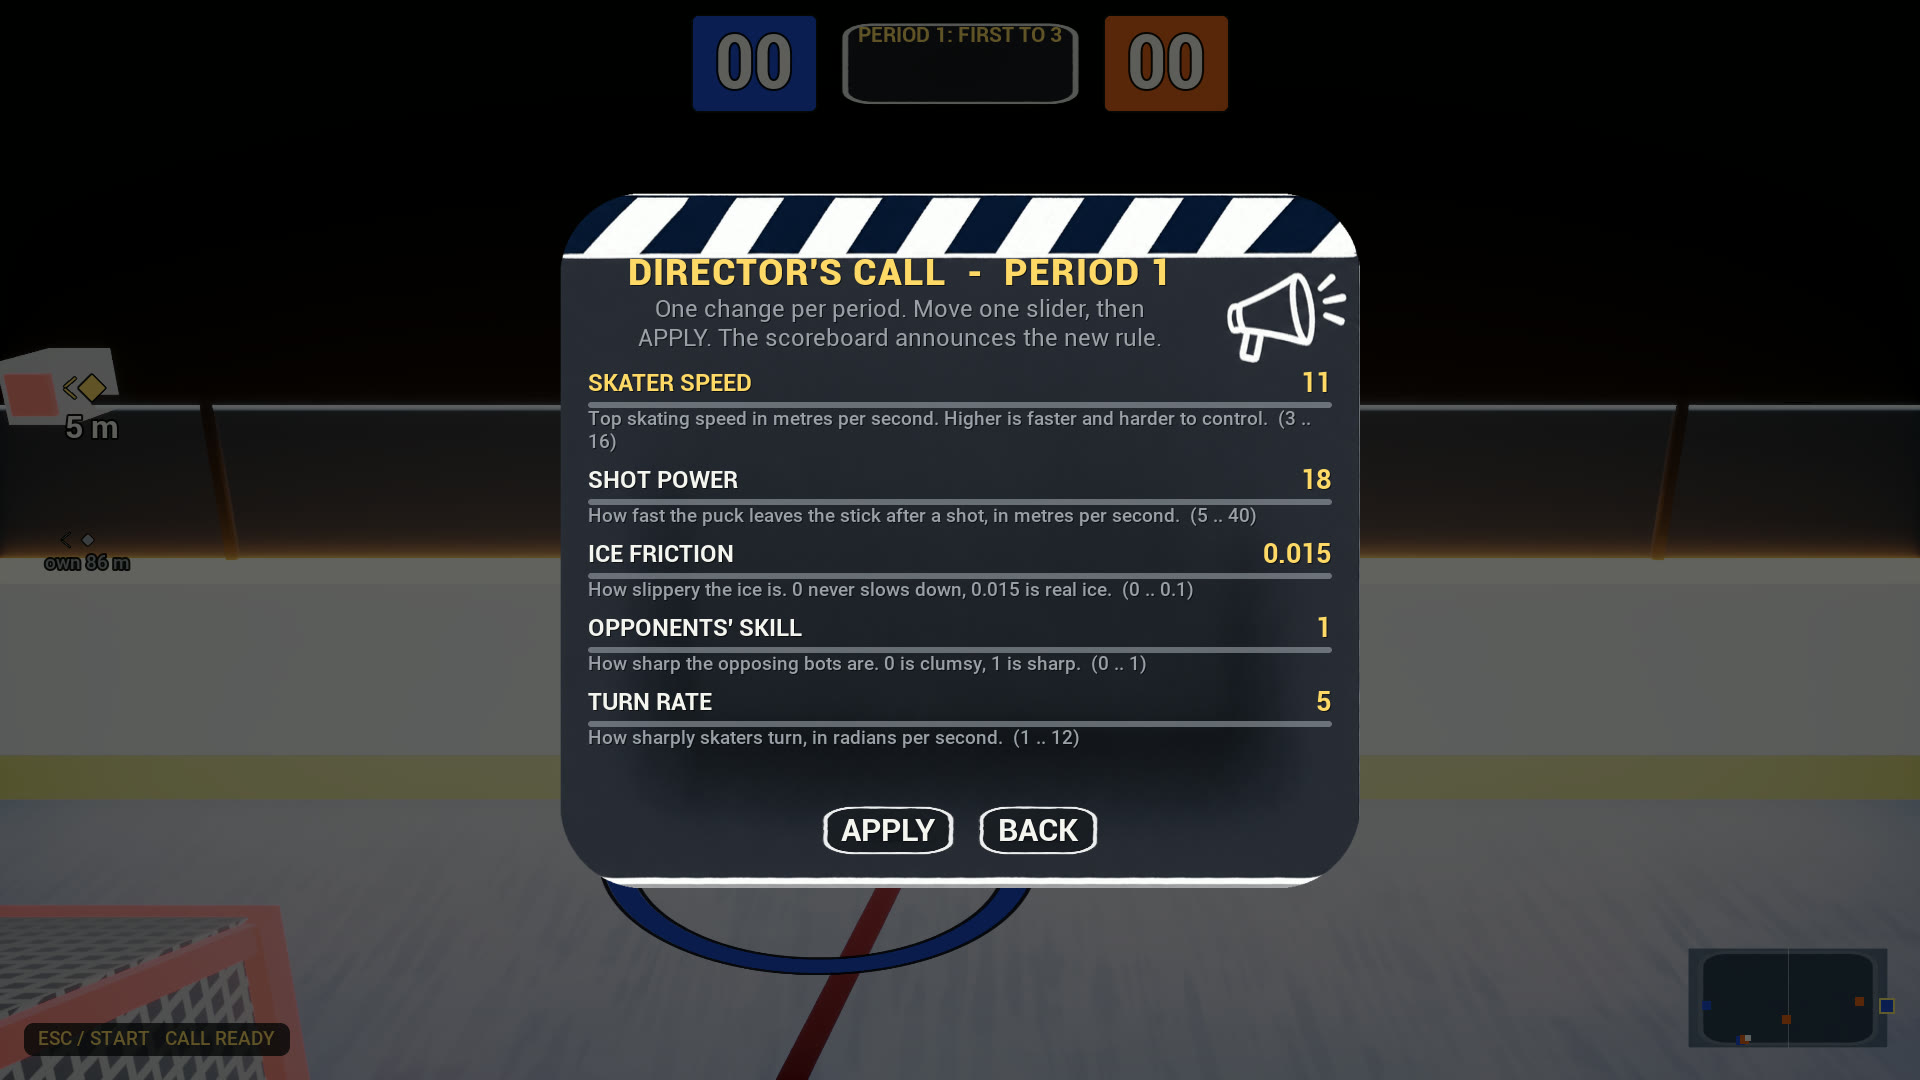 00
PERIOD 1: FIRST TO 3
00
DIRECTOR'S CALL - PERIOD 1
One change per period. Move one slider, then
APPLY. The scoreboard announces the new rule.
SKATER SPEED 11
Top skating speed in metres per second. Higher is faster and harder to control. (3 ..
16)
SHOT POWER 18
How fast the puck leaves the stick after a shot, in metres per second. (5 .. 40)
ICE FRICTION 0.015
How slippery the ice is. 0 never slows down, 0.015 is real ice. (0 .. 0.1)
OPPONENTS' SKILL 1
How sharp the opposing bots are. 0 is clumsy, 1 is sharp. (0 .. 1)
TURN RATE 5
How sharply skaters turn, in radians per second. (1 .. 12)
APPLY BACK
5 m
own 86 m
ESC / START CALL READY